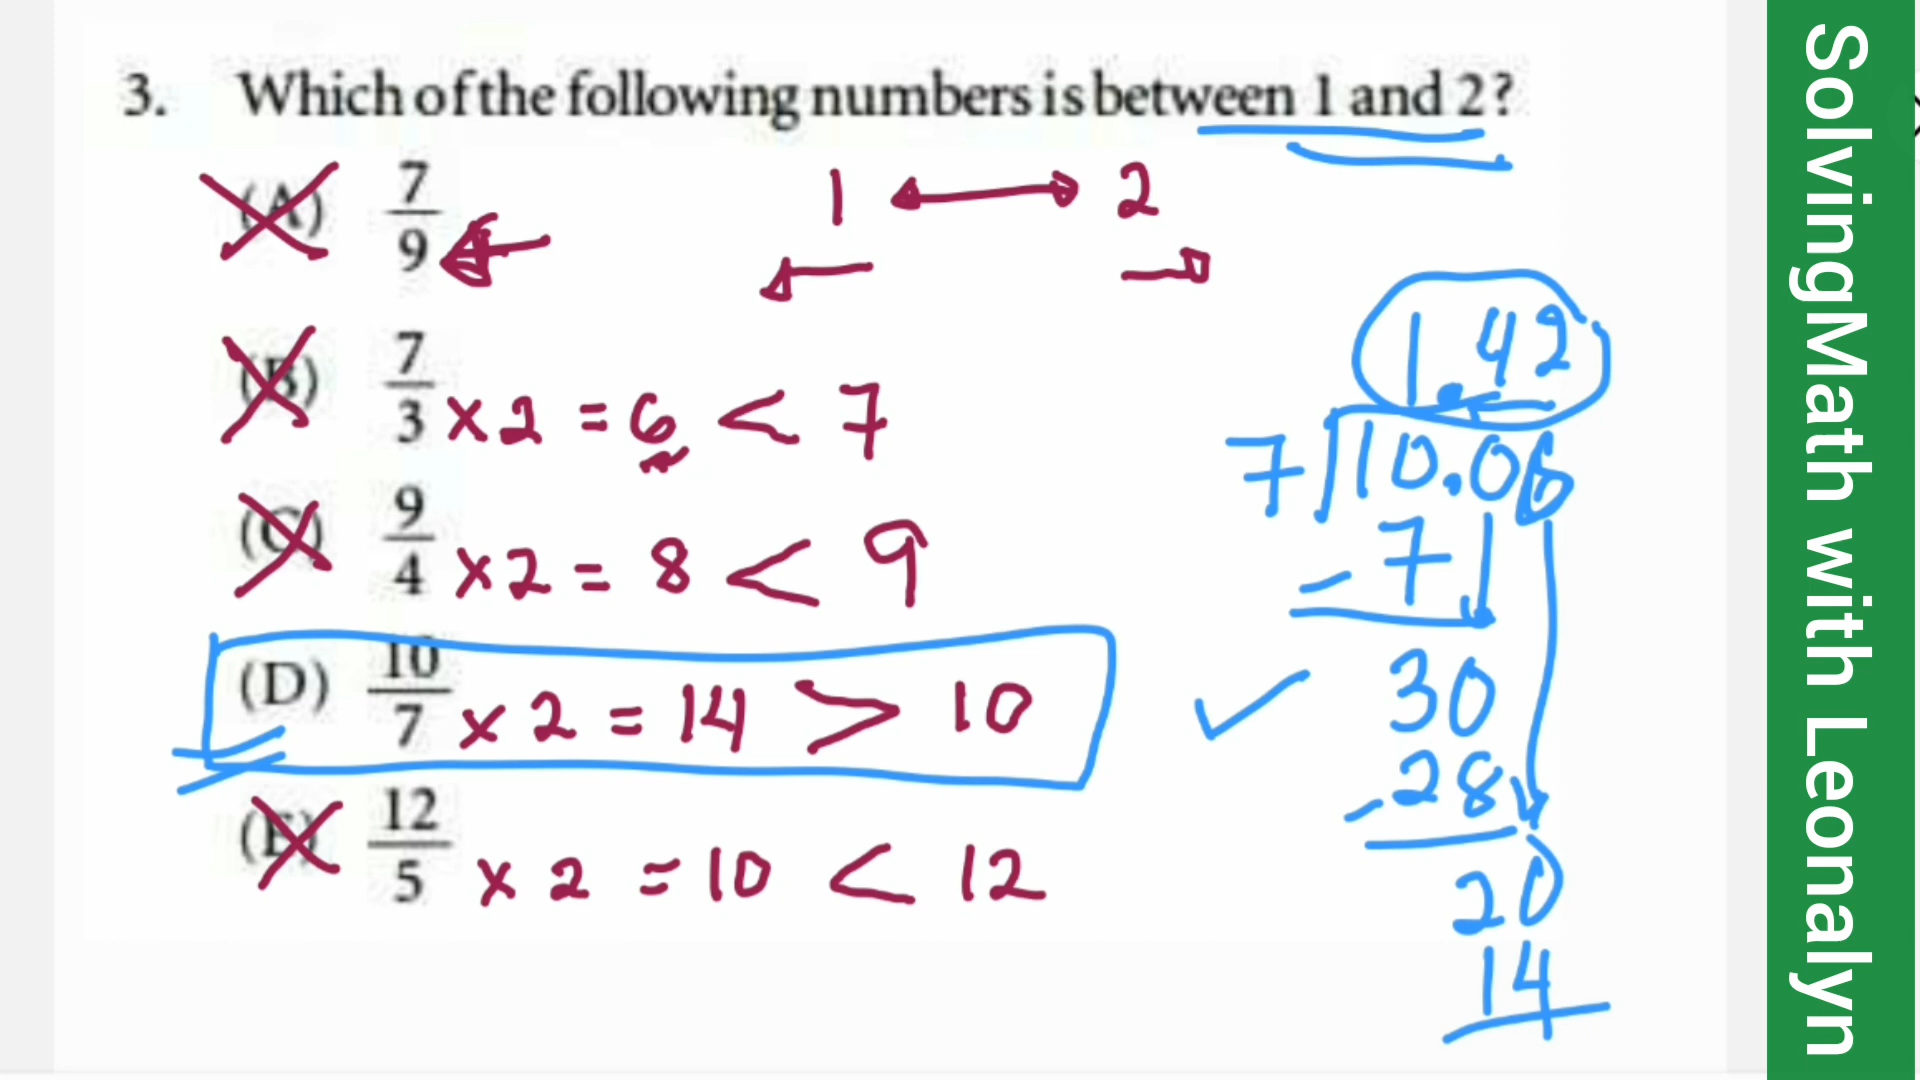 3. Which of the following numbers is between 1 and 2?
(A) 7/9
1 ↔ 2
(B) 7/3 × 2 = 6 < 7
(C) 9/4 × 2 = 8 < 9
(D) 10/7 × 2 = 14 > 10
(E) 12/5 × 2 = 10 < 12
1.42
7 10.00
- 7
30
- 28
20
14
SolvingMath with Leonalyn